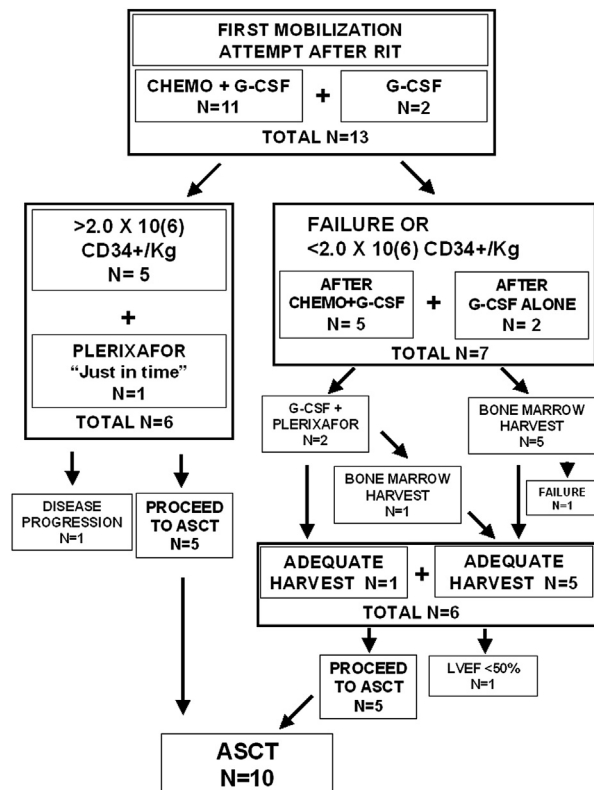 FIRST MOBILIZATION
ATTEMPT AFTER RIT
CHEMO + G-CSF
N=11
+
G-CSF
N=2
TOTAL N=13
>2.0 X 10(6)
CD34+/Kg
N= 5
+
PLERIXAFOR
“Just in time”
N=1
TOTAL N=6
FAILURE OR
<2.0 X 10(6) CD34+/Kg
AFTER
CHEMO+G-CSF
N= 5
+
AFTER
G-CSF ALONE
N= 2
TOTAL N=7
G-CSF +
PLERIXAFOR
N=2
BONE MARROW
HARVEST
N=5
BONE MARROW
HARVEST
N=1
FAILURE
N=1
DISEASE
PROGRESSION
N=1
PROCEED
TO ASCT
N=5
ADEQUATE
HARVEST N=1
+
ADEQUATE
HARVEST N=5
TOTAL N=6
PROCEED
TO ASCT
N=5
LVEF <50%
N=1
ASCT
N=10